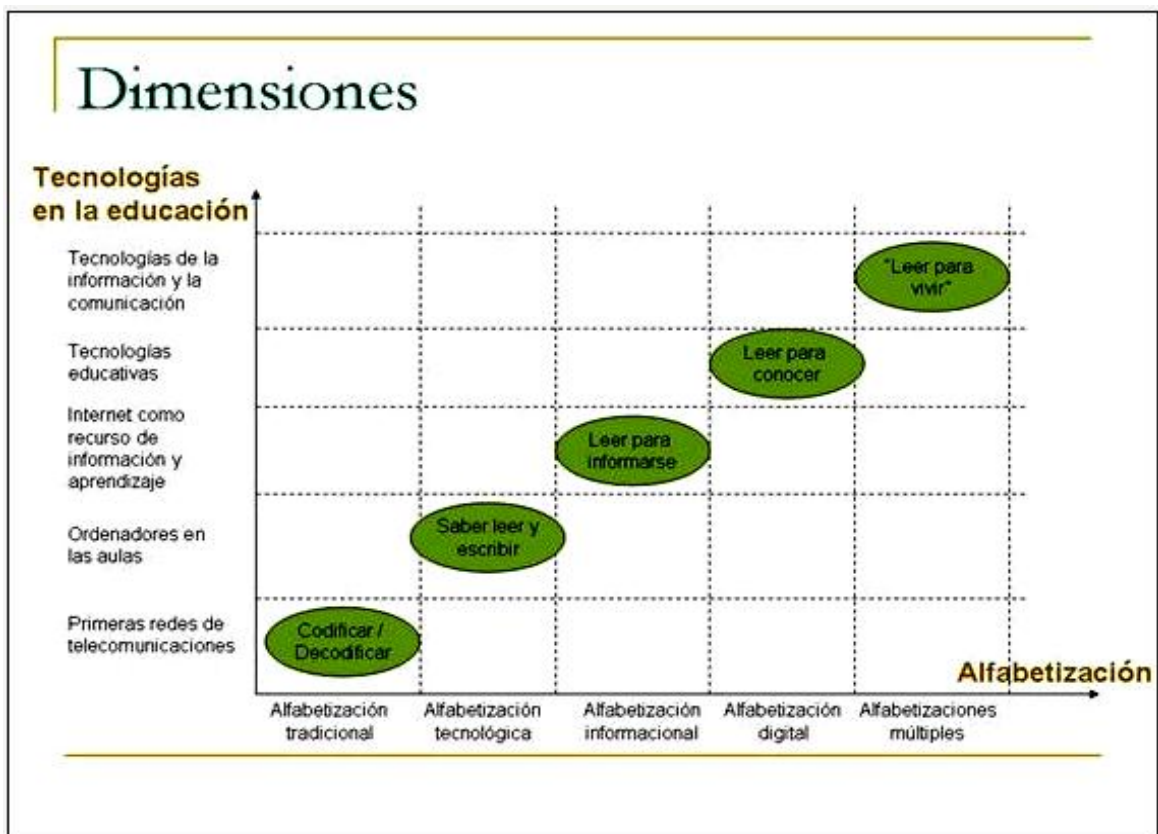 Dimensiones
Tecnologías
en la educación
Tecnologías de la
información y la
comunicación
"Leer para
vivir"
Tecnologías
educativas
Leer para
conocer
Internet como
recurso de
información y
aprendizaje
Leer para
informarse
Ordenadores en
las aulas
Saber leer y
escribir
Primeras redes de
telecomunicaciones
Codificar /
Decodificar
Alfabetización
Alfabetización
tradicional
Alfabetización
tecnológica
Alfabetización
informacional
Alfabetización
digital
Alfabetizaciones
múltiples